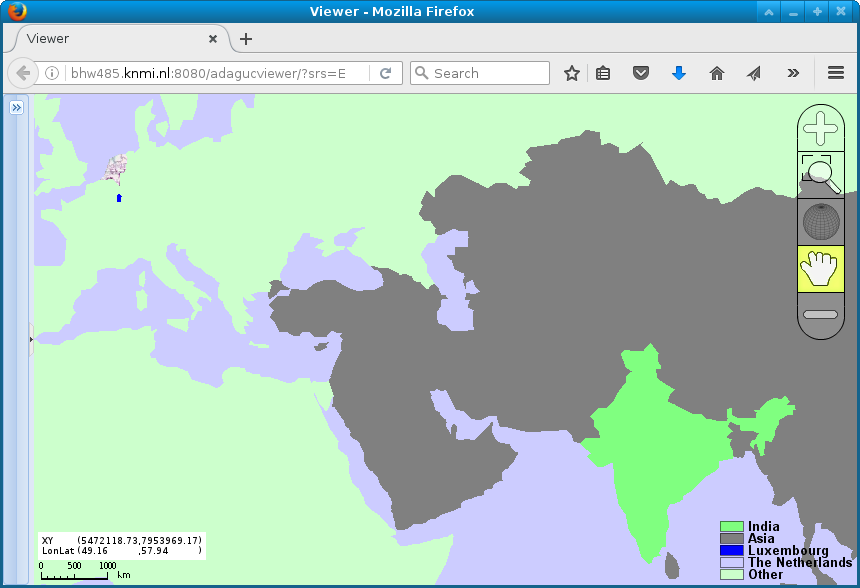 Viewer - Mozilla Firefox
Viewer
bhw485.knmi.nl:8080/adagucviewer/?srs=E
Search
XY (5472118.73,7953969.17)
LonLat(49.16 ,57.94 )
0 500 1000
km
India
Asia
Luxembourg
The Netherlands
Other